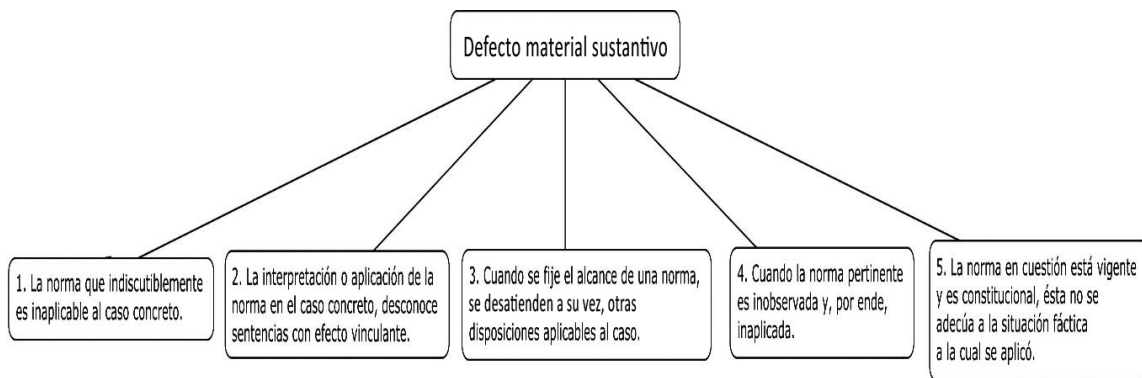 Defecto material sustantivo
1. La norma que indiscutiblemente
es inaplicable al caso concreto.
2. La interpretación o aplicación de la
norma en el caso concreto, desconoce
sentencias con efecto vinculante.
3. Cuando se fije el alcance de una norma,
se desatienden a su vez, otras
disposiciones aplicables al caso.
4. Cuando la norma pertinente
es inobservada y, por ende,
inaplicada.
5. La norma en cuestión está vigente
y es constitucional, ésta no se
adecúa a la situación fáctica
a la cual se aplicó.